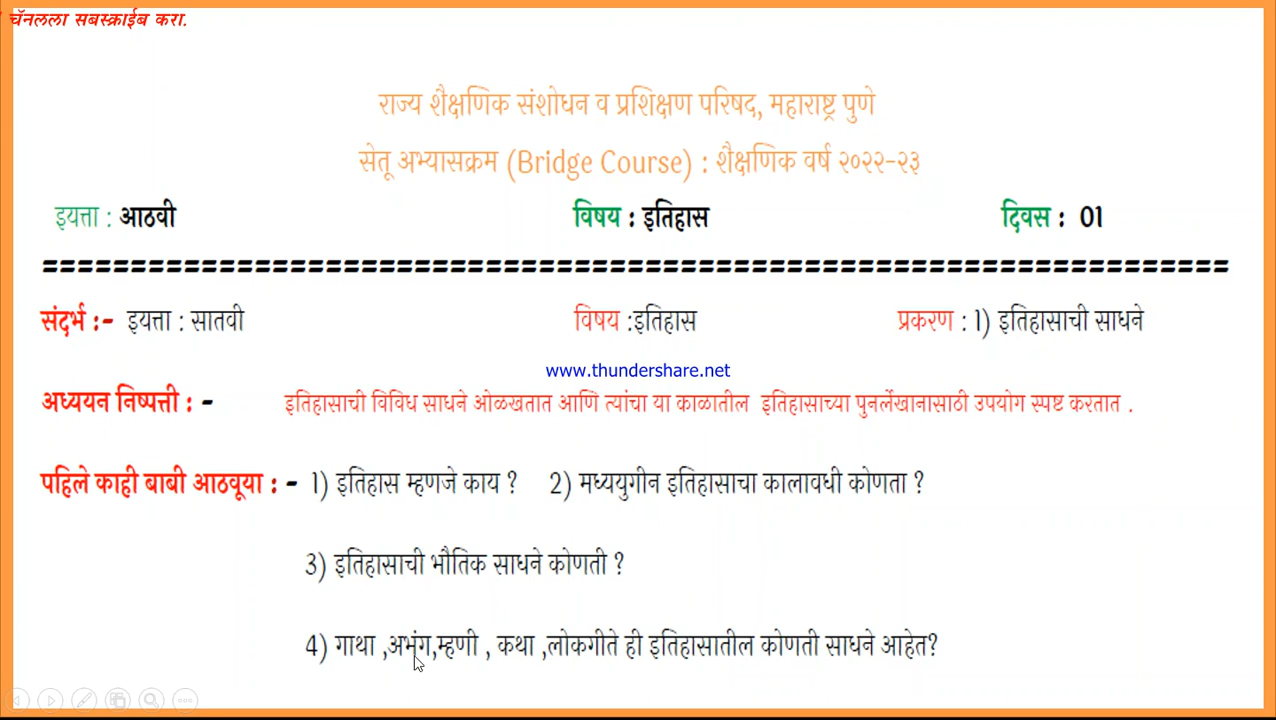 चॅनलला सबस्क्राईब करा.
राज्य शैक्षणिक संशोधन व प्रशिक्षण परिषद, महाराष्ट्र पुणे
सेतू अभ्यासक्रम (Bridge Course) : शैक्षणिक वर्ष २०२२-२३
इयत्ता : आठवी विषय : इतिहास दिवस : 01
संदर्भ :- इयत्ता : सातवी विषय :इतिहास प्रकरण : 1) इतिहासाची साधने
www.thundershare.net
अध्ययन निष्पत्ती : - इतिहासाची विविध साधने ओळखतात आणि त्यांचा या काळातील इतिहासाच्या पुनर्लेखानासाठी उपयोग स्पष्ट करतात .
पहिले काही बाबी आठवूया : - 1) इतिहास म्हणजे काय ? 2) मध्ययुगीन इतिहासाचा कालावधी कोणता ?
3) इतिहासाची भौतिक साधने कोणती ?
4) गाथा ,अभंग,म्हणी , कथा ,लोकगीते ही इतिहासातील कोणती साधने आहेत?